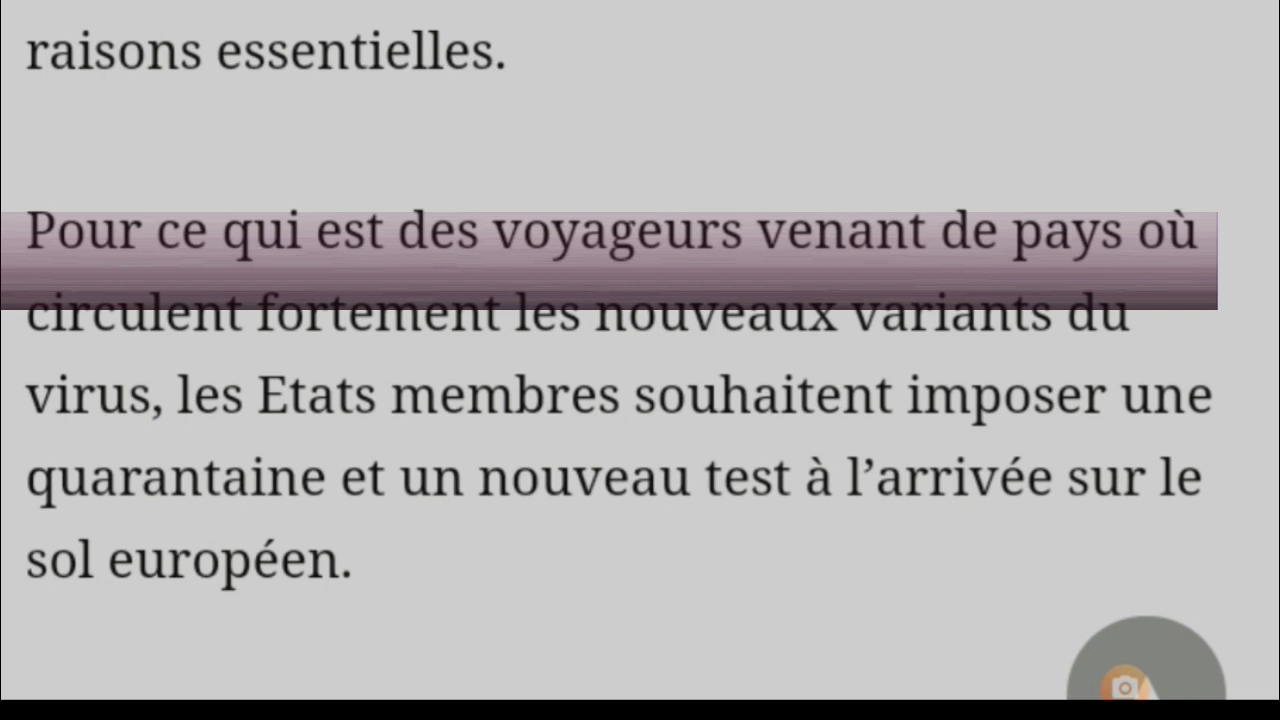 raisons essentielles.
Pour ce qui est des voyageurs venant de pays où
circulent fortement les nouveaux variants du
virus, les Etats membres souhaitent imposer une
quarantaine et un nouveau test à l’arrivée sur le
sol européen.